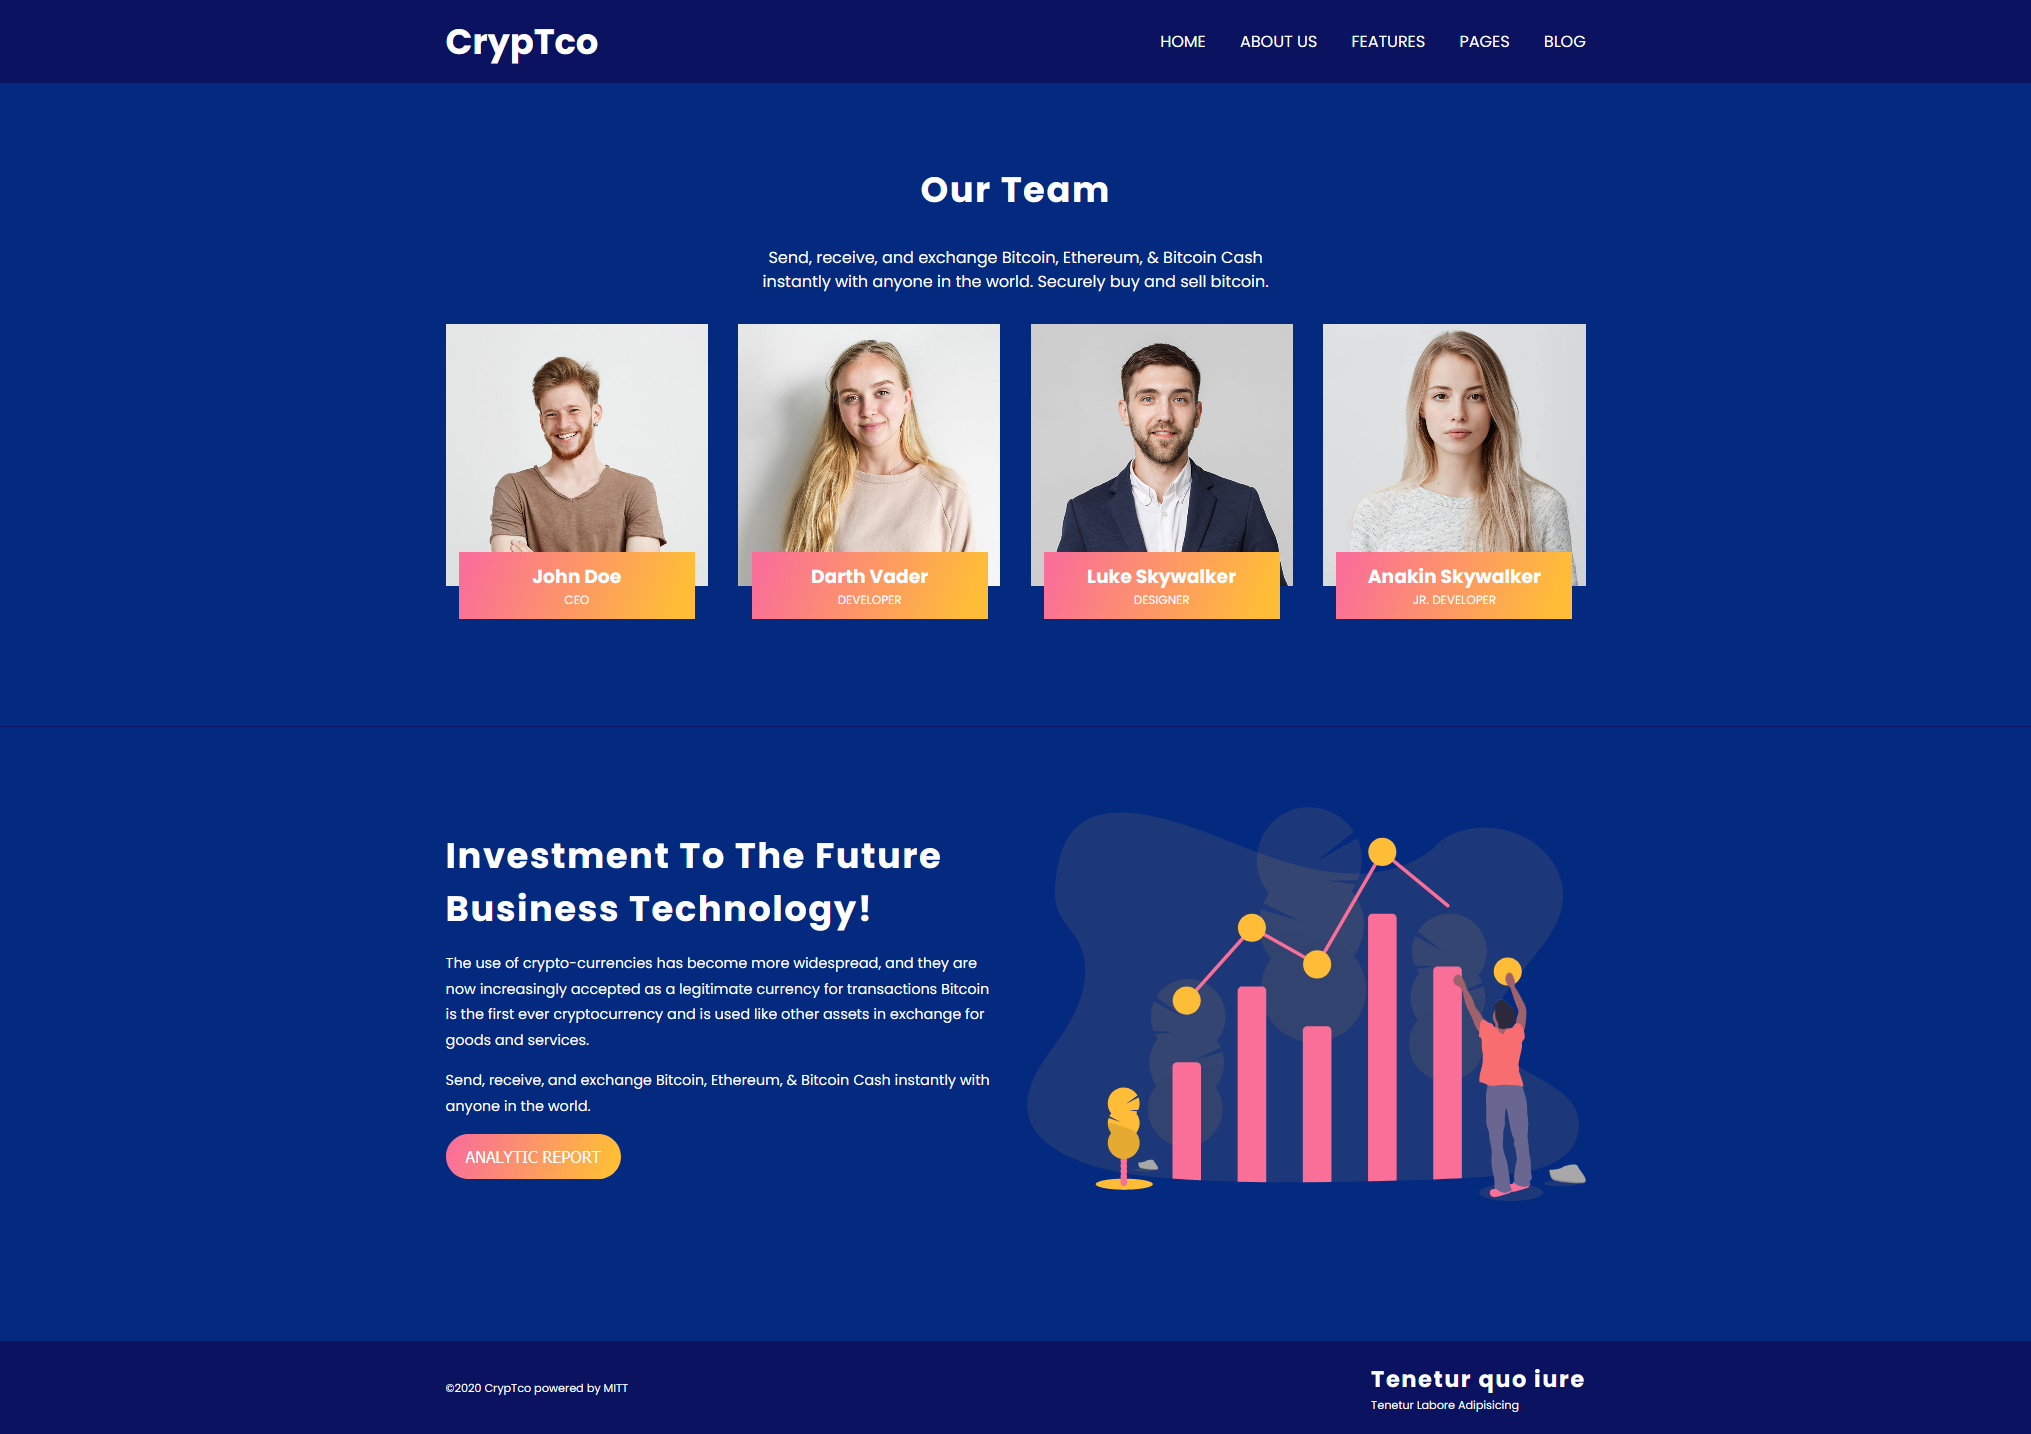 CrypTco
HOME ABOUT US FEATURES PAGES BLOG
Our Team
Send, receive, and exchange Bitcoin, Ethereum, & Bitcoin Cash
instantly with anyone in the world. Securely buy and sell bitcoin.
John Doe
CEO
Darth Vader
DEVELOPER
Luke Skywalker
DESIGNER
Anakin Skywalker
JR. DEVELOPER
Investment To The Future
Business Technology!
The use of crypto-currencies has become more widespread, and they are
now increasingly accepted as a legitimate currency for transactions Bitcoin
is the first ever cryptocurrency and is used like other assets in exchange for
goods and services.
Send, receive, and exchange Bitcoin, Ethereum, & Bitcoin Cash instantly with
anyone in the world.
ANALYTIC REPORT
©2020 CrypTco powered by MITT
Tenetur quo iure
Tenetur Labore Adipisicing